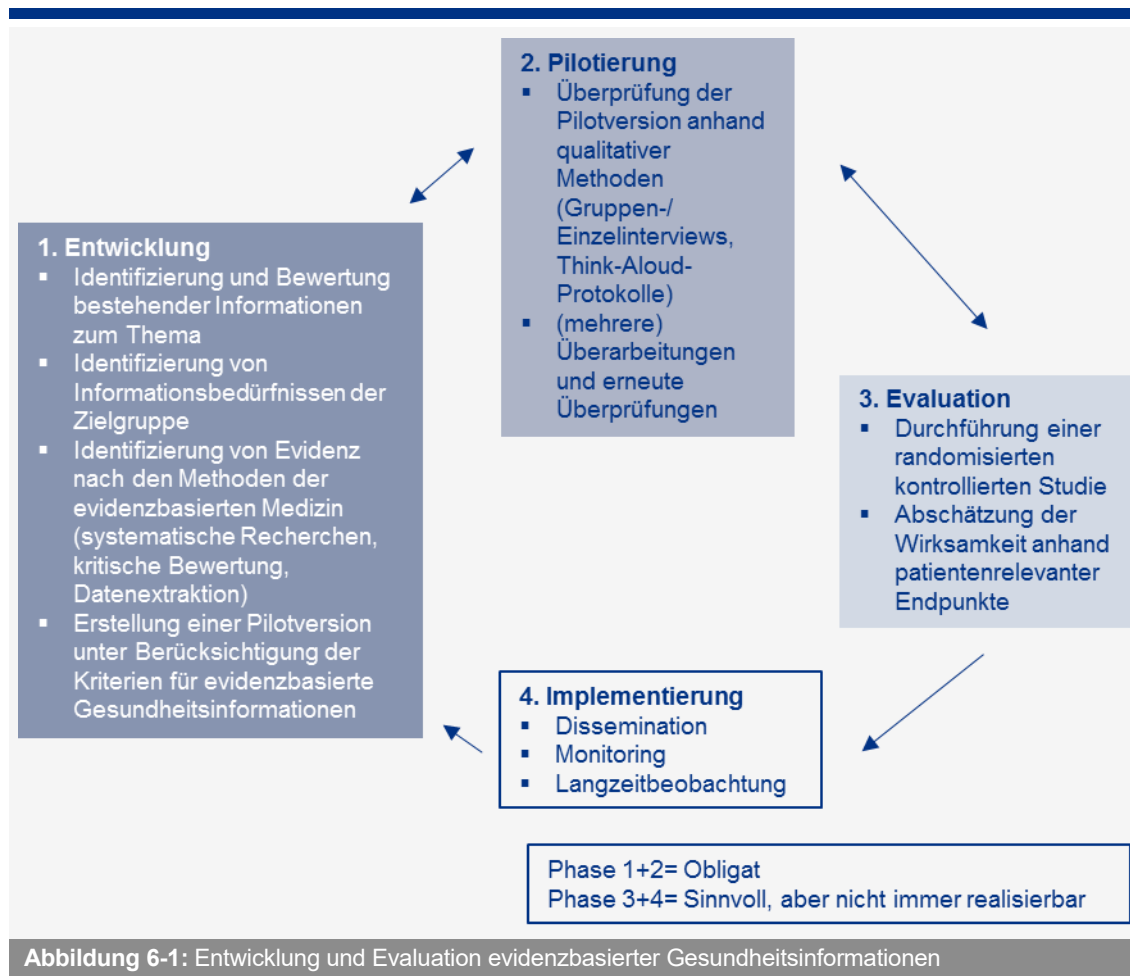 1. Entwicklung
▪ Identifizierung und Bewertung
bestehender Informationen
zum Thema
▪ Identifizierung von
Informationsbedürfnissen der
Zielgruppe
▪ Identifizierung von Evidenz
nach den Methoden der
evidenzbasierten Medizin
(systematische Recherchen,
kritische Bewertung,
Datenextraktion)
▪ Erstellung einer Pilotversion
unter Berücksichtigung der
Kriterien für evidenzbasierte
Gesundheitsinformationen
2. Pilotierung
▪ Überprüfung der
Pilotversion anhand
qualitativer
Methoden
(Gruppen-/
Einzelinterviews,
Think-Aloud-
Protokolle)
▪ (mehrere)
Überarbeitungen
und erneute
Überprüfungen
3. Evaluation
▪ Durchführung einer
randomisierten
kontrollierten Studie
▪ Abschätzung der
Wirksamkeit anhand
patientenrelevanter
Endpunkte
4. Implementierung
▪ Dissemination
▪ Monitoring
▪ Langzeitbeobachtung
Phase 1+2= Obligat
Phase 3+4= Sinnvoll, aber nicht immer realisierbar
Abbildung 6-1: Entwicklung und Evaluation evidenzbasierter Gesundheitsinformationen